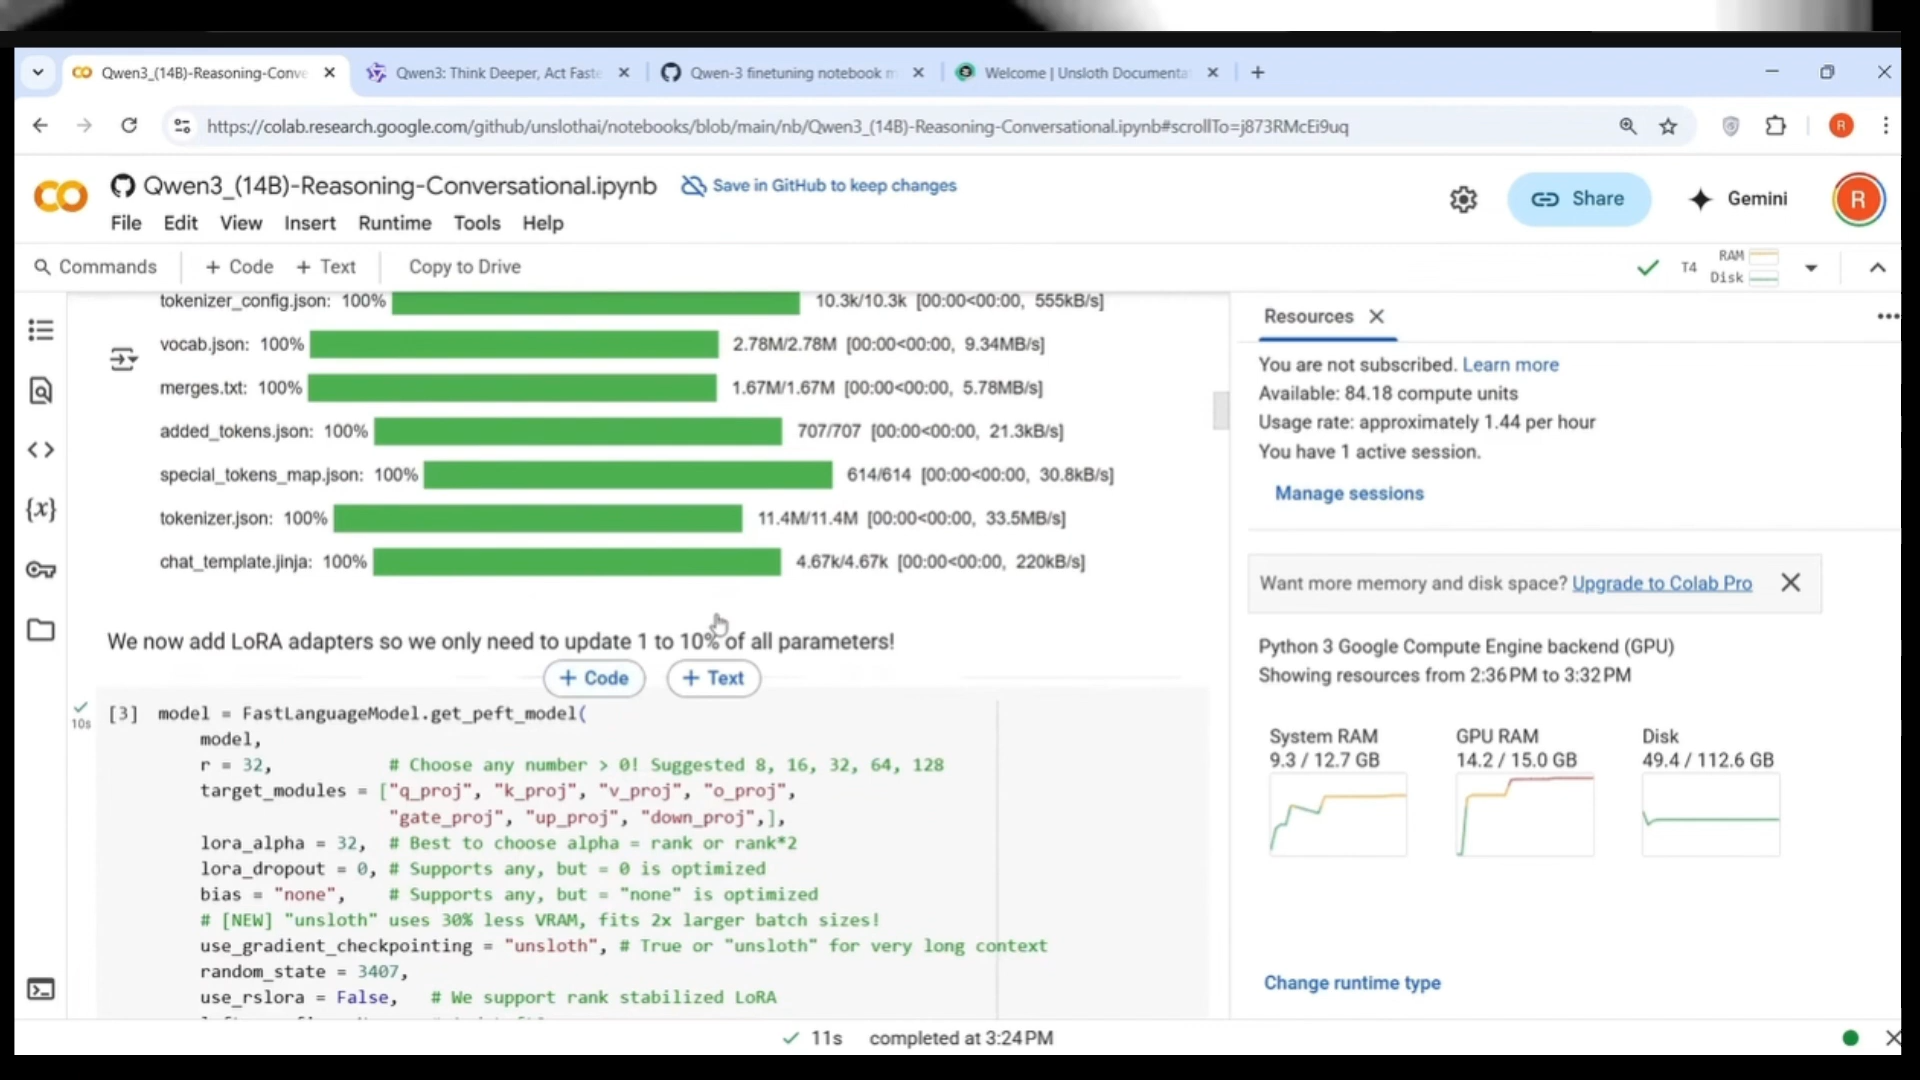 Qwen3_(14B)-Reasoning-Conve
Qwen3: Think Deeper, Act Faste
Qwen-3 finetuning notebook m
Welcome | Unsloth Documenta
https://colab.research.google.com/github/unslothai/notebooks/blob/main/nb/Qwen3_(14B)-Reasoning-Conversational.ipynb#scrollTo=j873RMcEi9uq
R
Qwen3_(14B)-Reasoning-Conversational.ipynb
Save in GitHub to keep changes
Share
Gemini
R
File Edit View Insert Runtime Tools Help
Commands + Code + Text Copy to Drive
T4
RAM
Disk
tokenizer_config.json: 100% 10.3k/10.3k [00:00<00:00, 555kB/s]
vocab.json: 100% 2.78M/2.78M [00:00<00:00, 9.34MB/s]
merges.txt: 100% 1.67M/1.67M [00:00<00:00, 5.78MB/s]
added_tokens.json: 100% 707/707 [00:00<00:00, 21.3kB/s]
special_tokens_map.json: 100% 614/614 [00:00<00:00, 30.8kB/s]
tokenizer.json: 100% 11.4M/11.4M [00:00<00:00, 33.5MB/s]
chat_template.jinja: 100% 4.67k/4.67k [00:00<00:00, 220kB/s]
We now add LoRA adapters so we only need to update 1 to 10% of all parameters!
+ Code + Text
10s
[3] model = FastLanguageModel.get_peft_model(
model,
r = 32, # Choose any number > 0! Suggested 8, 16, 32, 64, 128
target_modules = ["q_proj", "k_proj", "v_proj", "o_proj",
"gate_proj", "up_proj", "down_proj",],
lora_alpha = 32, # Best to choose alpha = rank or rank*2
lora_dropout = 0, # Supports any, but = 0 is optimized
bias = "none", # Supports any, but = "none" is optimized
# [NEW] "unsloth" uses 30% less VRAM, fits 2x larger batch sizes!
use_gradient_checkpointing = "unsloth", # True or "unsloth" for very long context
random_state = 3407,
use_rslora = False, # We support rank stabilized LoRA
Resources
You are not subscribed. Learn more
Available: 84.18 compute units
Usage rate: approximately 1.44 per hour
You have 1 active session.
Manage sessions
Want more memory and disk space? Upgrade to Colab Pro
Python 3 Google Compute Engine backend (GPU)
Showing resources from 2:36 PM to 3:32 PM
System RAM
9.3 / 12.7 GB
GPU RAM
14.2 / 15.0 GB
Disk
49.4 / 112.6 GB
Change runtime type
11s completed at 3:24 PM